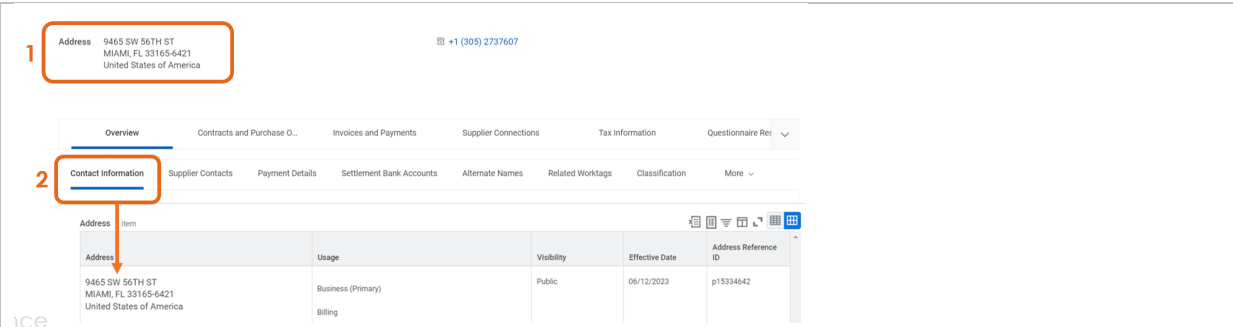 1
Address 9465 SW 56TH ST
MIAMI, FL 33165-6421
United States of America
+1 (305) 2737607
Overview Contracts and Purchase O... Invoices and Payments Supplier Connections Tax Information Questionnaire Res
2
Contact Information Supplier Contacts Payment Details Settlement Bank Accounts Alternate Names Related Worktags Classification More
Address item
Address Usage Visibility Effective Date Address Reference ID
9465 SW 56TH ST
MIAMI, FL 33165-6421
United States of America
Business (Primary)
Billing
Public
06/12/2023
p15334642